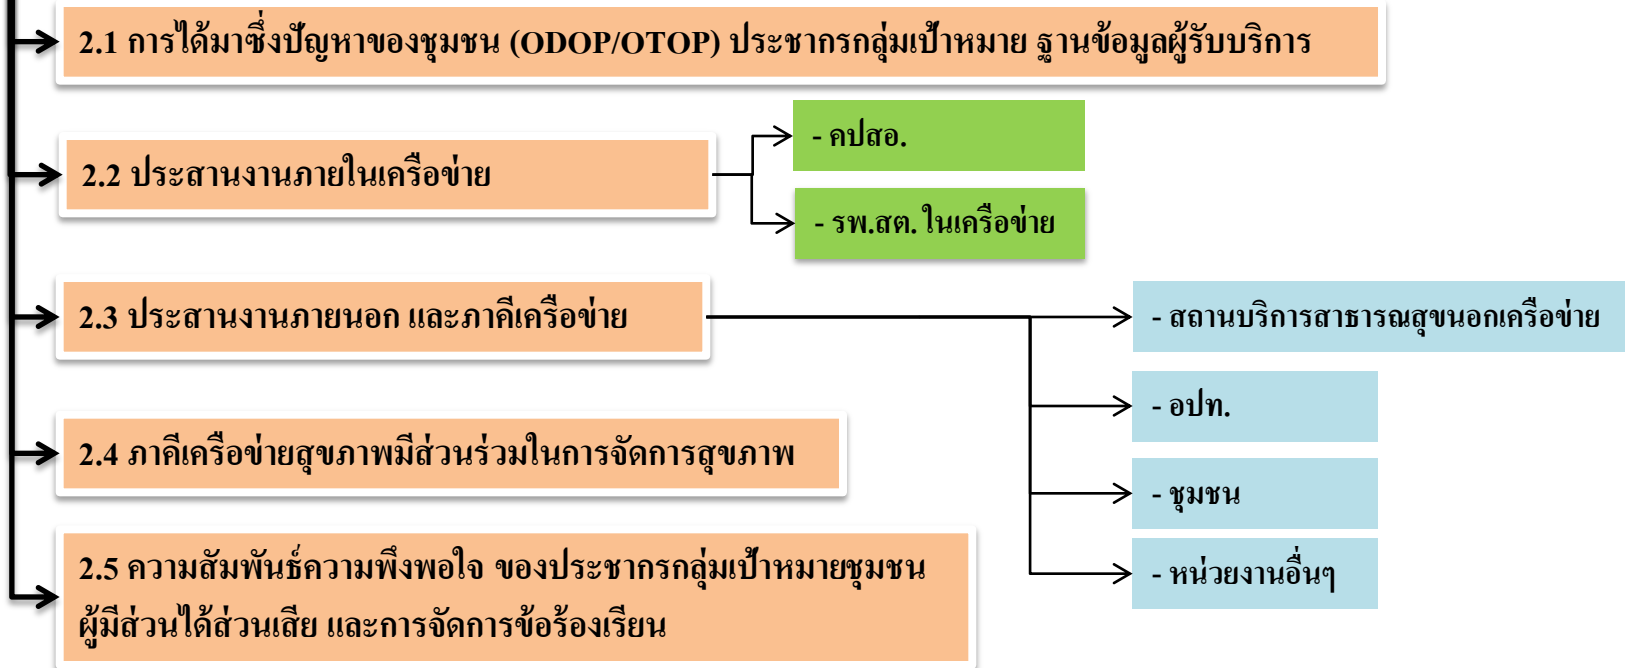 2.1 การได้มาซึ่งปัญหาของชุมชน (ODOP/OTOP) ประชากรกลุ่มเป้าหมาย ฐานข้อมูลผู้รับบริการ
2.2 ประสานงานภายในเครือข่าย
- คปสอ.
- รพ.สต. ในเครือข่าย
2.3 ประสานงานภายนอก และภาคีเครือข่าย
- สถานบริการสาธารณสุขนอกเครือข่าย
- อปท.
- ชุมชน
- หน่วยงานอื่นๆ
2.4 ภาคีเครือข่ายสุขภาพมีส่วนร่วมในการจัดการสุขภาพ
2.5 ความสัมพันธ์ความพึงพอใจ ของประชากรกลุ่มเป้าหมายชุมชน
ผู้มีส่วนได้ส่วนเสีย และการจัดการข้อร้องเรียน